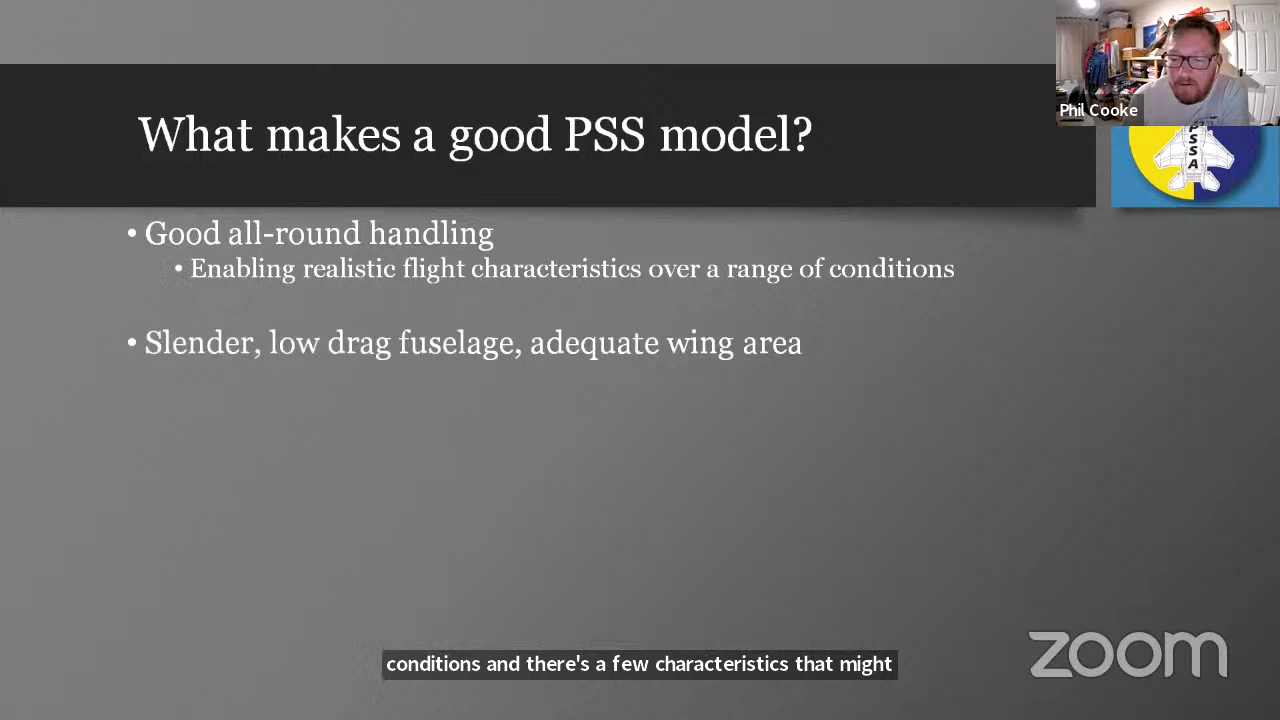 What makes a good PSS model?
Phil Cooke
PSSA
• Good all-round handling
• Enabling realistic flight characteristics over a range of conditions
• Slender, low drag fuselage, adequate wing area
conditions and there's a few characteristics that might
zoom